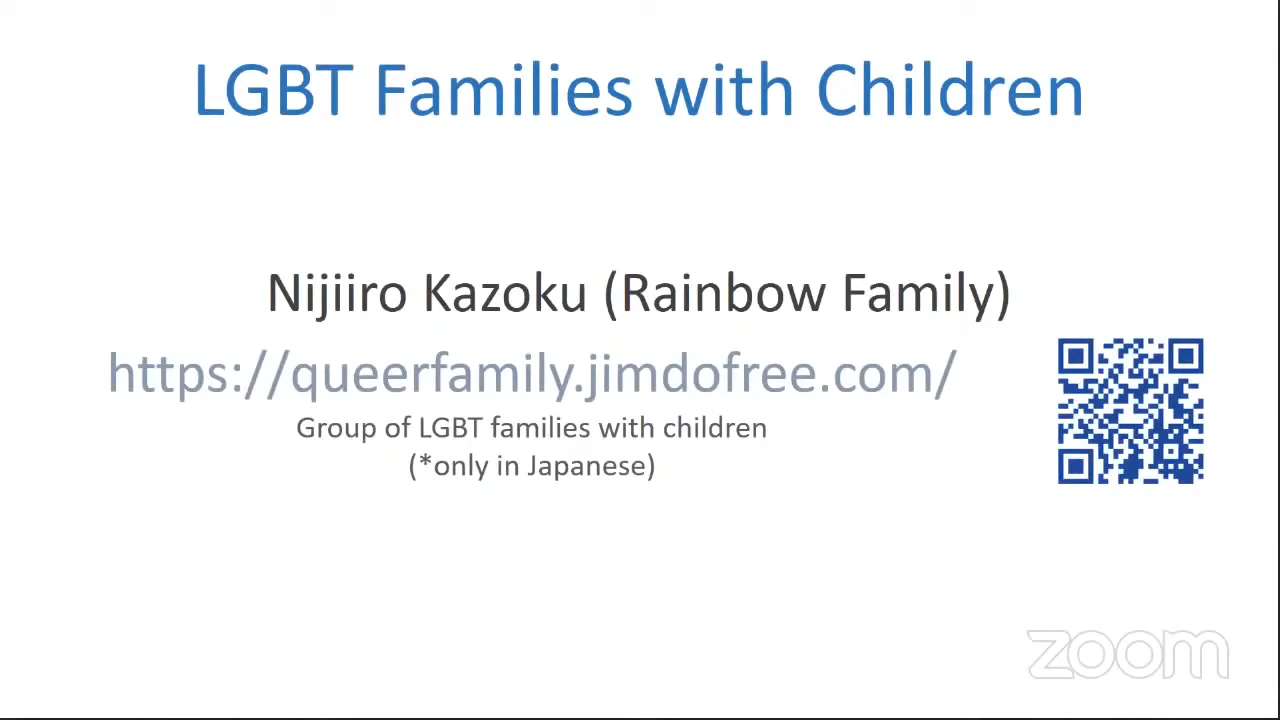 LGBT Families with Children
Nijiiro Kazoku (Rainbow Family)
https://queerfamily.jimdofree.com/
Group of LGBT families with children
(*only in Japanese)
zoom